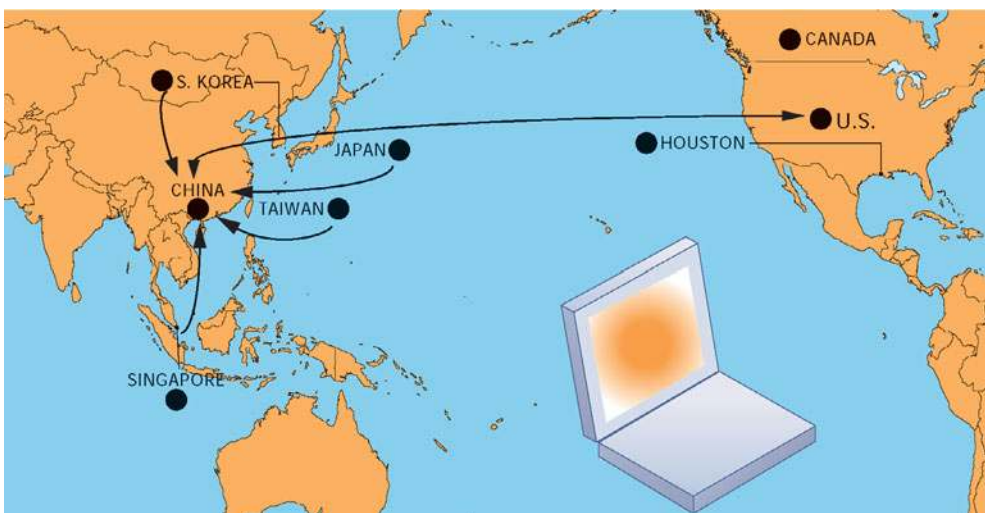 CANADA
S. KOREA
U.S.
JAPAN
HOUSTON
CHINA
TAIWAN
SINGAPORE